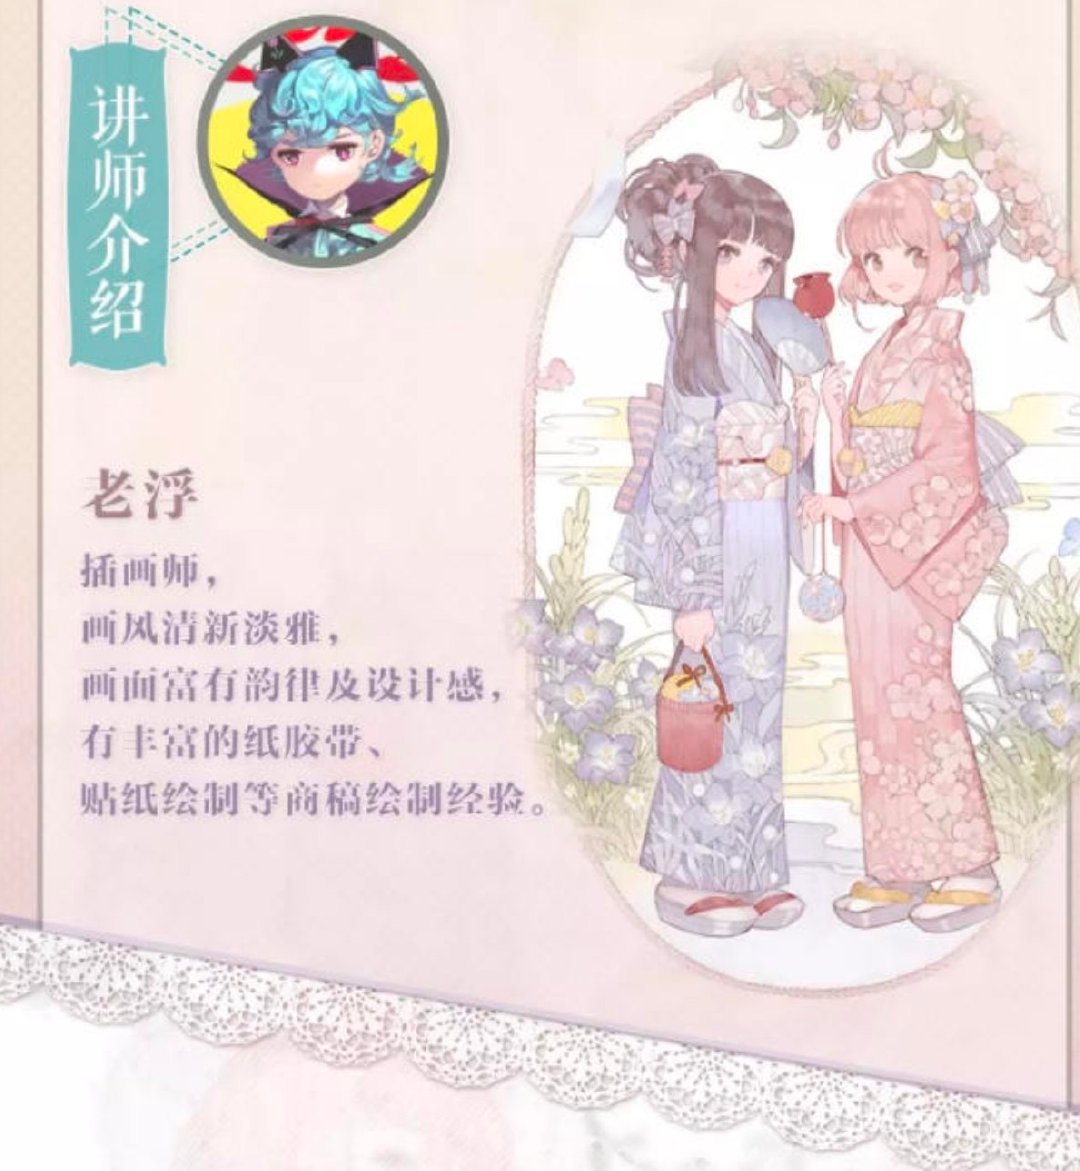 讲师介绍
老浮
插画师，
画风清新淡雅，
画面富有韵律及设计感，
有丰富的纸胶带、
贴纸绘制等商稿绘制经验。